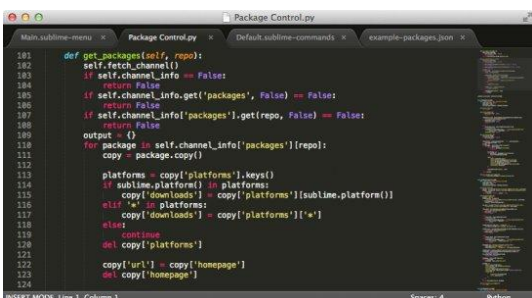 Package Control.py
Main.sublime-menu × Package Control.py × Default.sublime-commands × example-packages.json ×
101 def get_packages(self, repo):
102 self.fetch_channel()
103 if self.channel_info == False:
104 return False
105 if self.channel_info.get('packages', False) == False:
106 return False
107 if self.channel_info['packages'].get(repo, False) == False:
108 return False
109 output = {}
110 for package in self.channel_info['packages'][repo]:
111 copy = package.copy()
112
113 platforms = copy['platforms'].keys()
114 if sublime.platform() in platforms:
115 copy['downloads'] = copy['platforms'][sublime.platform()]
116 elif '*' in platforms:
117 copy['downloads'] = copy['platforms']['*']
118 else:
119 continue
120 del copy['platforms']
121
122 copy['url'] = copy['homepage']
123 del copy['homepage']
124
INSERT MODE, Line 1, Column 1 Spaces: 4 Python